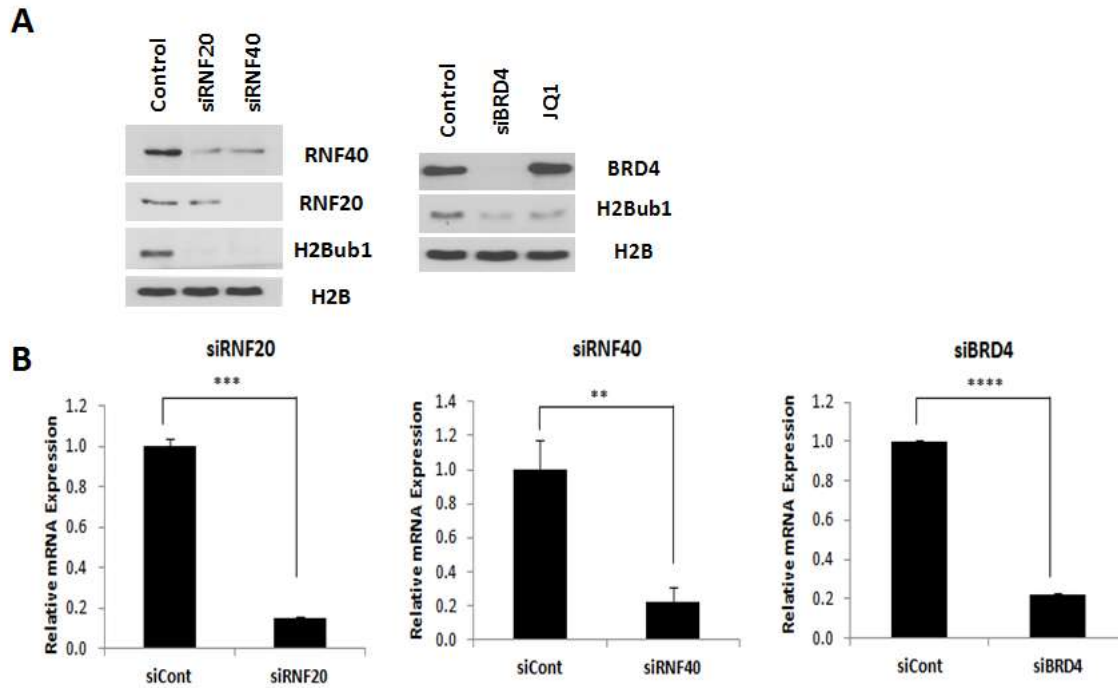 A
Control
siRNF20
siRNF40
RNF40
RNF20
H2Bub1
H2B
Control
siBRD4
JQ1
BRD4
H2Bub1
H2B
B
siRNF20
***
Relative mRNA Expression
1.2
1.0
0.8
0.6
0.4
0.2
0.0
siCont
siRNF20
siRNF40
**
Relative mRNA Expression
1.4
1.2
1.0
0.8
0.6
0.4
0.2
0.0
siCont
siRNF40
siBRD4
****
Relative mRNA Expression
1.2
1.0
0.8
0.6
0.4
0.2
0.0
siCont
siBRD4